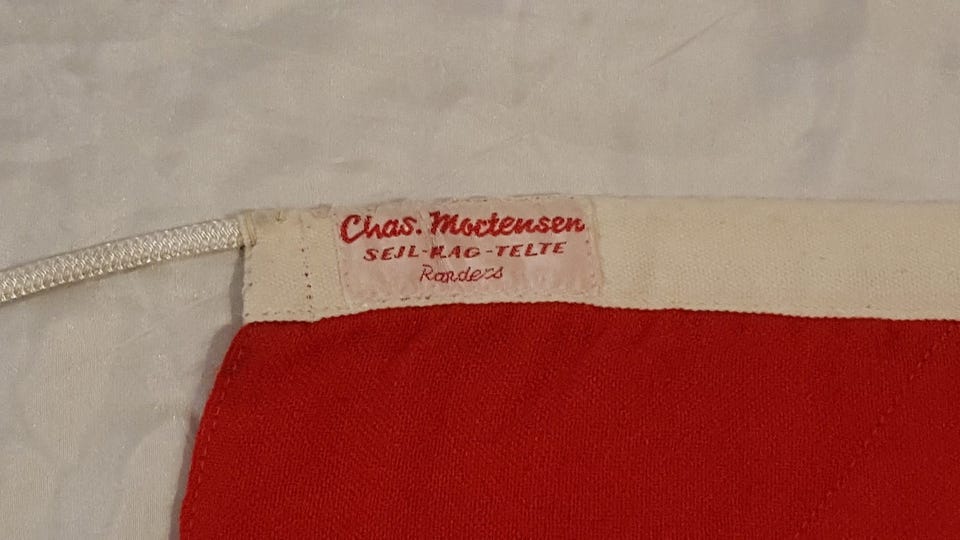 Chas. Mortensen
SEJL-FLAG-TELTE
Randers